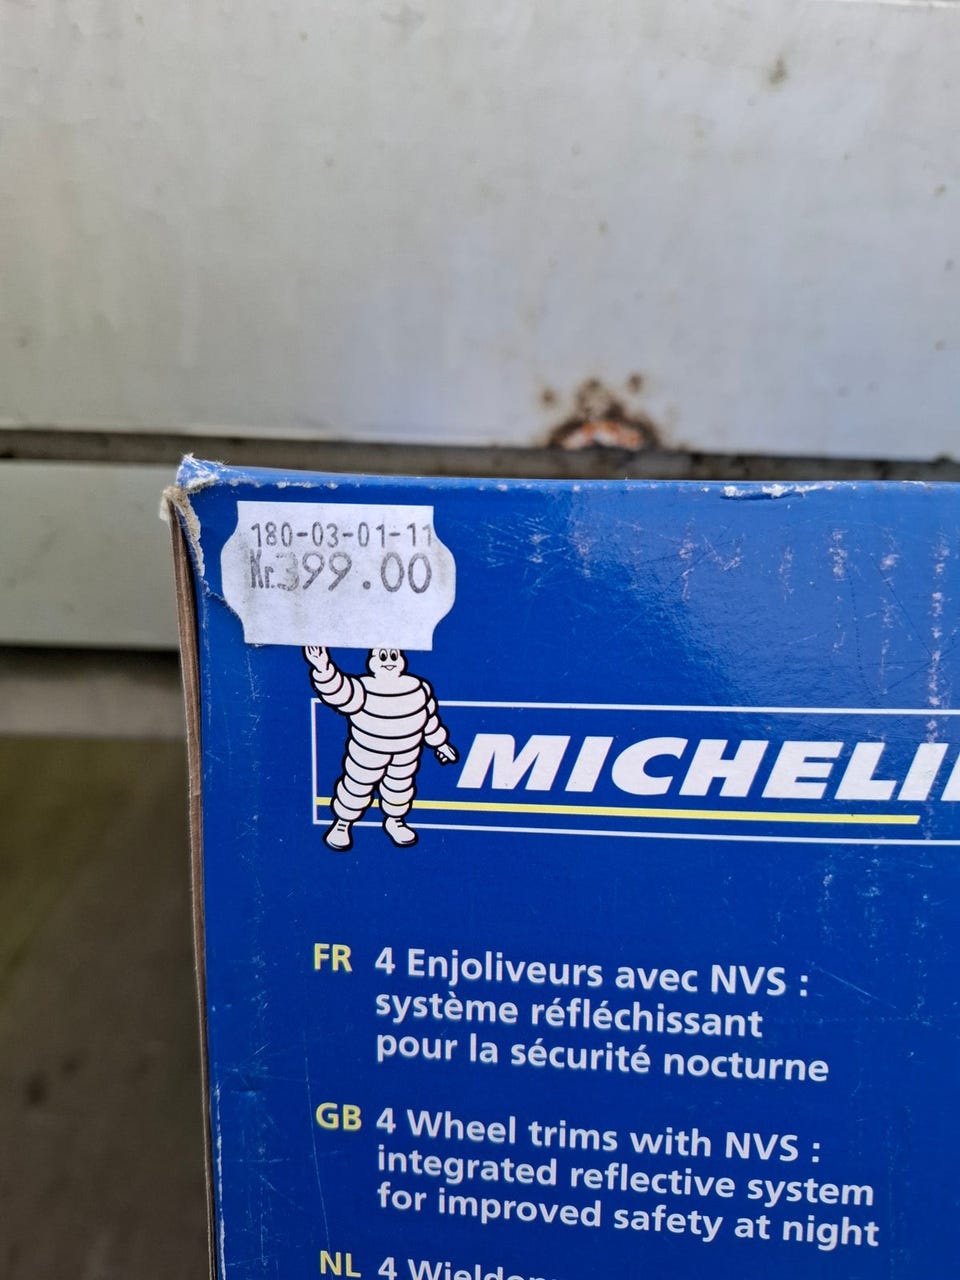 180-03-01-11
Kr.399.00
MICHELI
FR 4 Enjoliveurs avec NVS :
système réfléchissant
pour la sécurité nocturne
GB 4 Wheel trims with NVS :
integrated reflective system
for improved safety at night
NL 4